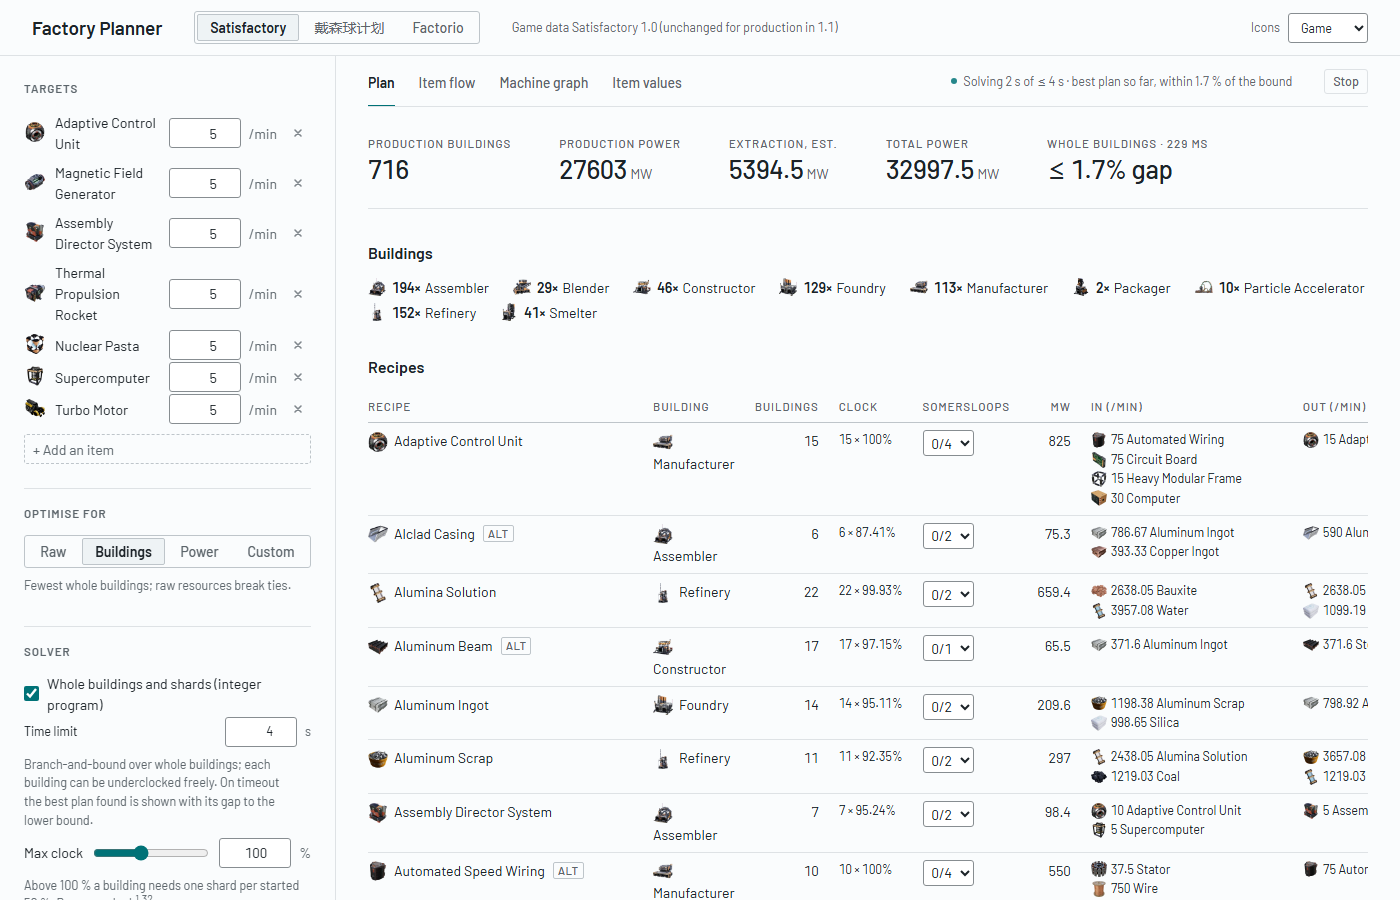 Factory Planner
Satisfactory
戴森球计划
Factorio
Game data Satisfactory 1.0 (unchanged for production in 1.1)
Icons
Game
TARGETS
Adaptive Control
Unit
5 /min ×
Magnetic Field
Generator
5 /min ×
Assembly
Director System
5 /min ×
Thermal
Propulsion
Rocket
5 /min ×
Nuclear Pasta 5 /min ×
Supercomputer 5 /min ×
Turbo Motor 5 /min ×
+ Add an item
OPTIMISE FOR
Raw Buildings Power Custom
Fewest whole buildings; raw resources break ties.
SOLVER
Whole buildings and shards (integer
program)
Time limit 4 s
Branch-and-bound over whole buildings; each
building can be underclocked freely. On timeout
the best plan found is shown with its gap to the
lower bound.
Max clock 100 %
Above 100 % a building needs one shard per started
Plan Item flow Machine graph Item values
Solving 2 s of ≤ 4 s · best plan so far, within 1.7 % of the bound
Stop
PRODUCTION BUILDINGS
716
PRODUCTION POWER
27603 MW
EXTRACTION, EST.
5394.5 MW
TOTAL POWER
32997.5 MW
WHOLE BUILDINGS · 229 MS
≤ 1.7% gap
Buildings
194× Assembler 29× Blender 46× Constructor 129× Foundry 113× Manufacturer 2× Packager 10× Particle Accelerator
152× Refinery 41× Smelter
Recipes
RECIPE BUILDING BUILDINGS CLOCK SOMERSLOOPS MW IN (/MIN) OUT (/MIN)
Adaptive Control Unit
Manufacturer
15 15 × 100% 0/4 825
75 Automated Wiring
75 Circuit Board
15 Heavy Modular Frame
30 Computer
15 Adapt
Alclad Casing ALT
Assembler
6 6 × 87.41% 0/2 75.3
786.67 Aluminum Ingot
393.33 Copper Ingot
590 Alun
Alumina Solution Refinery 22 22 × 99.93% 0/2 659.4
2638.05 Bauxite
3957.08 Water
2638.05
1099.19
Aluminum Beam ALT
Constructor
17 17 × 97.15% 0/1 65.5
371.6 Aluminum Ingot
371.6 St
Aluminum Ingot Foundry 14 14 × 95.11% 0/2 209.6
1198.38 Aluminum Scrap
998.65 Silica
798.92 A
Aluminum Scrap Refinery 11 11 × 92.35% 0/2 297
2438.05 Alumina Solution
1219.03 Coal
3657.08
1219.03
Assembly Director System
Assembler
7 7 × 95.24% 0/2 98.4
10 Adaptive Control Unit
5 Supercomputer
5 Assem
Automated Speed Wiring ALT
Manufacturer
10 10 × 100% 0/4 550
37.5 Stator
750 Wire
75 Autor